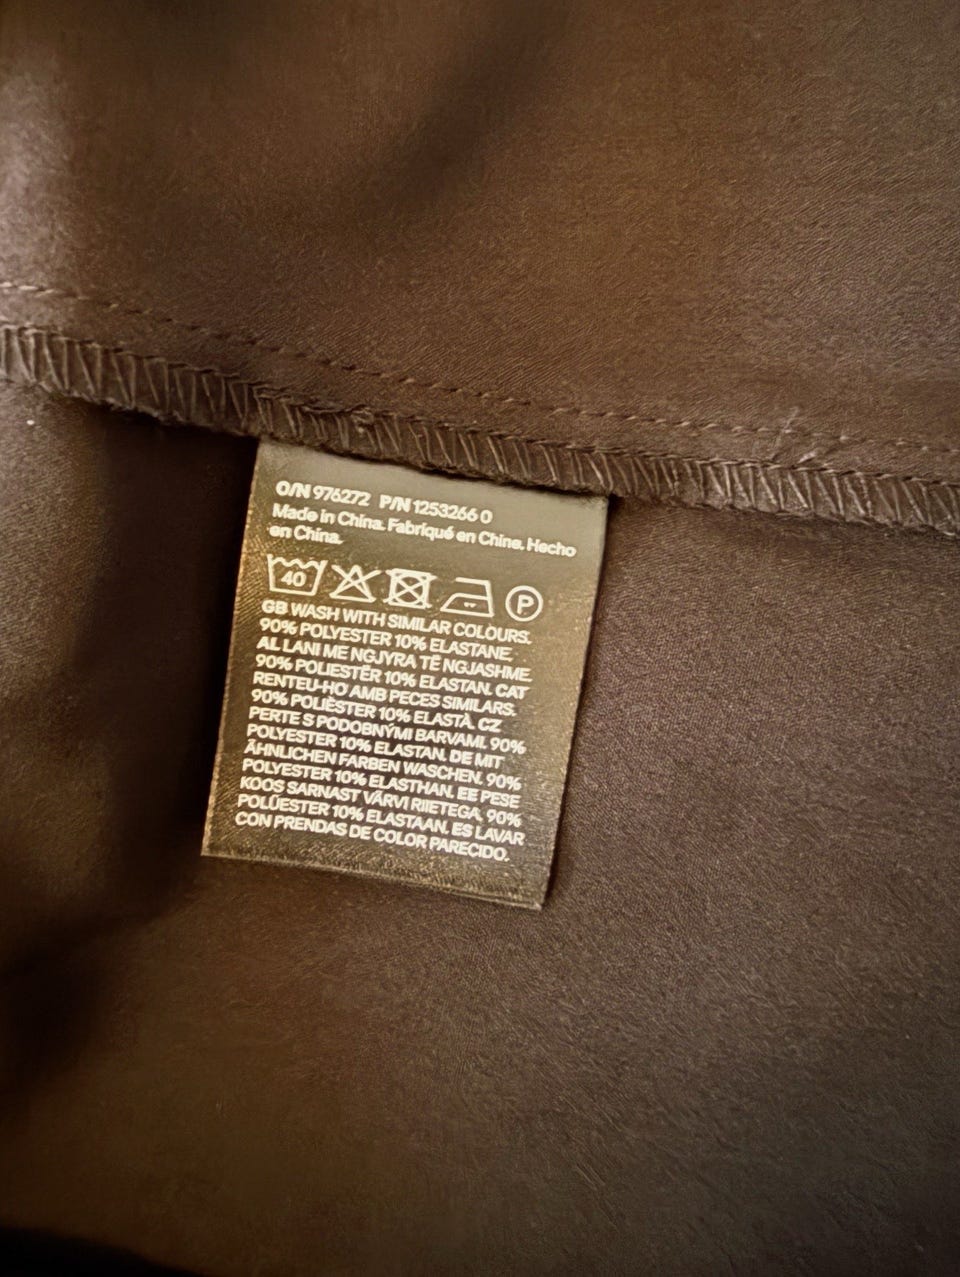 O/N 976272 P/N 1253266 0
Made in China. Fabriqué en Chine. Hecho
en China.
40 P
GB WASH WITH SIMILAR COLOURS.
90% POLYESTER 10% ELASTANE.
AL LANI ME NGJYRA TË NGJASHME.
90% POLIESTËR 10% ELASTAN. CAT
RENTEU-HO AMB PECES SIMILARS.
90% POLIÈSTER 10% ELASTÀ. CZ
PERTE S PODOBNÝMI BARVAMI. 90%
POLYESTER 10% ELASTAN. DE MIT
ÄHNLICHEN FARBEN WASCHEN. 90%
POLYESTER 10% ELASTHAN. EE PESE
KOOS SARNAST VÄRVI RIIETEGA, 90%
POLÜESTER 10% ELASTAAN. ES LAVAR
CON PRENDAS DE COLOR PARECIDO.